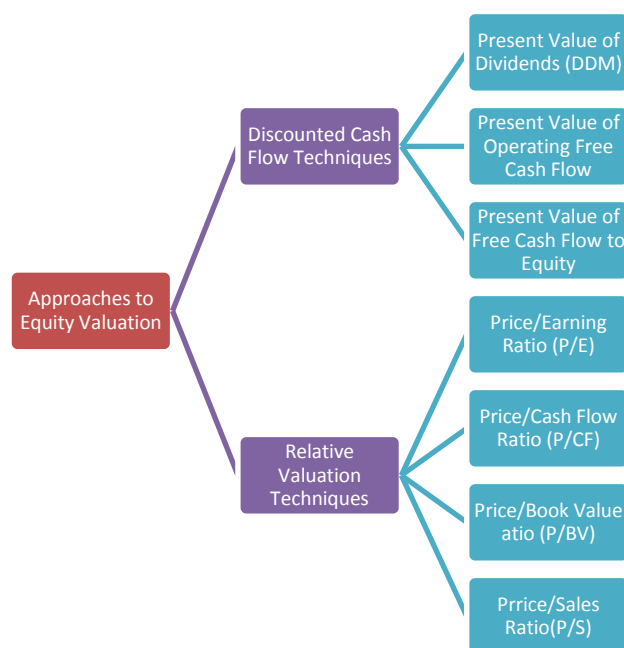 Approaches to
Equity Valuation
Discounted Cash
Flow Techniques
Present Value of
Dividends (DDM)
Present Value of
Operating Free
Cash Flow
Present Value of
Free Cash Flow to
Equity
Relative
Valuation
Techniques
Price/Earning
Ratio (P/E)
Price/Cash Flow
Ratio (P/CF)
Price/Book Value
atio (P/BV)
Prrice/Sales
Ratio(P/S)